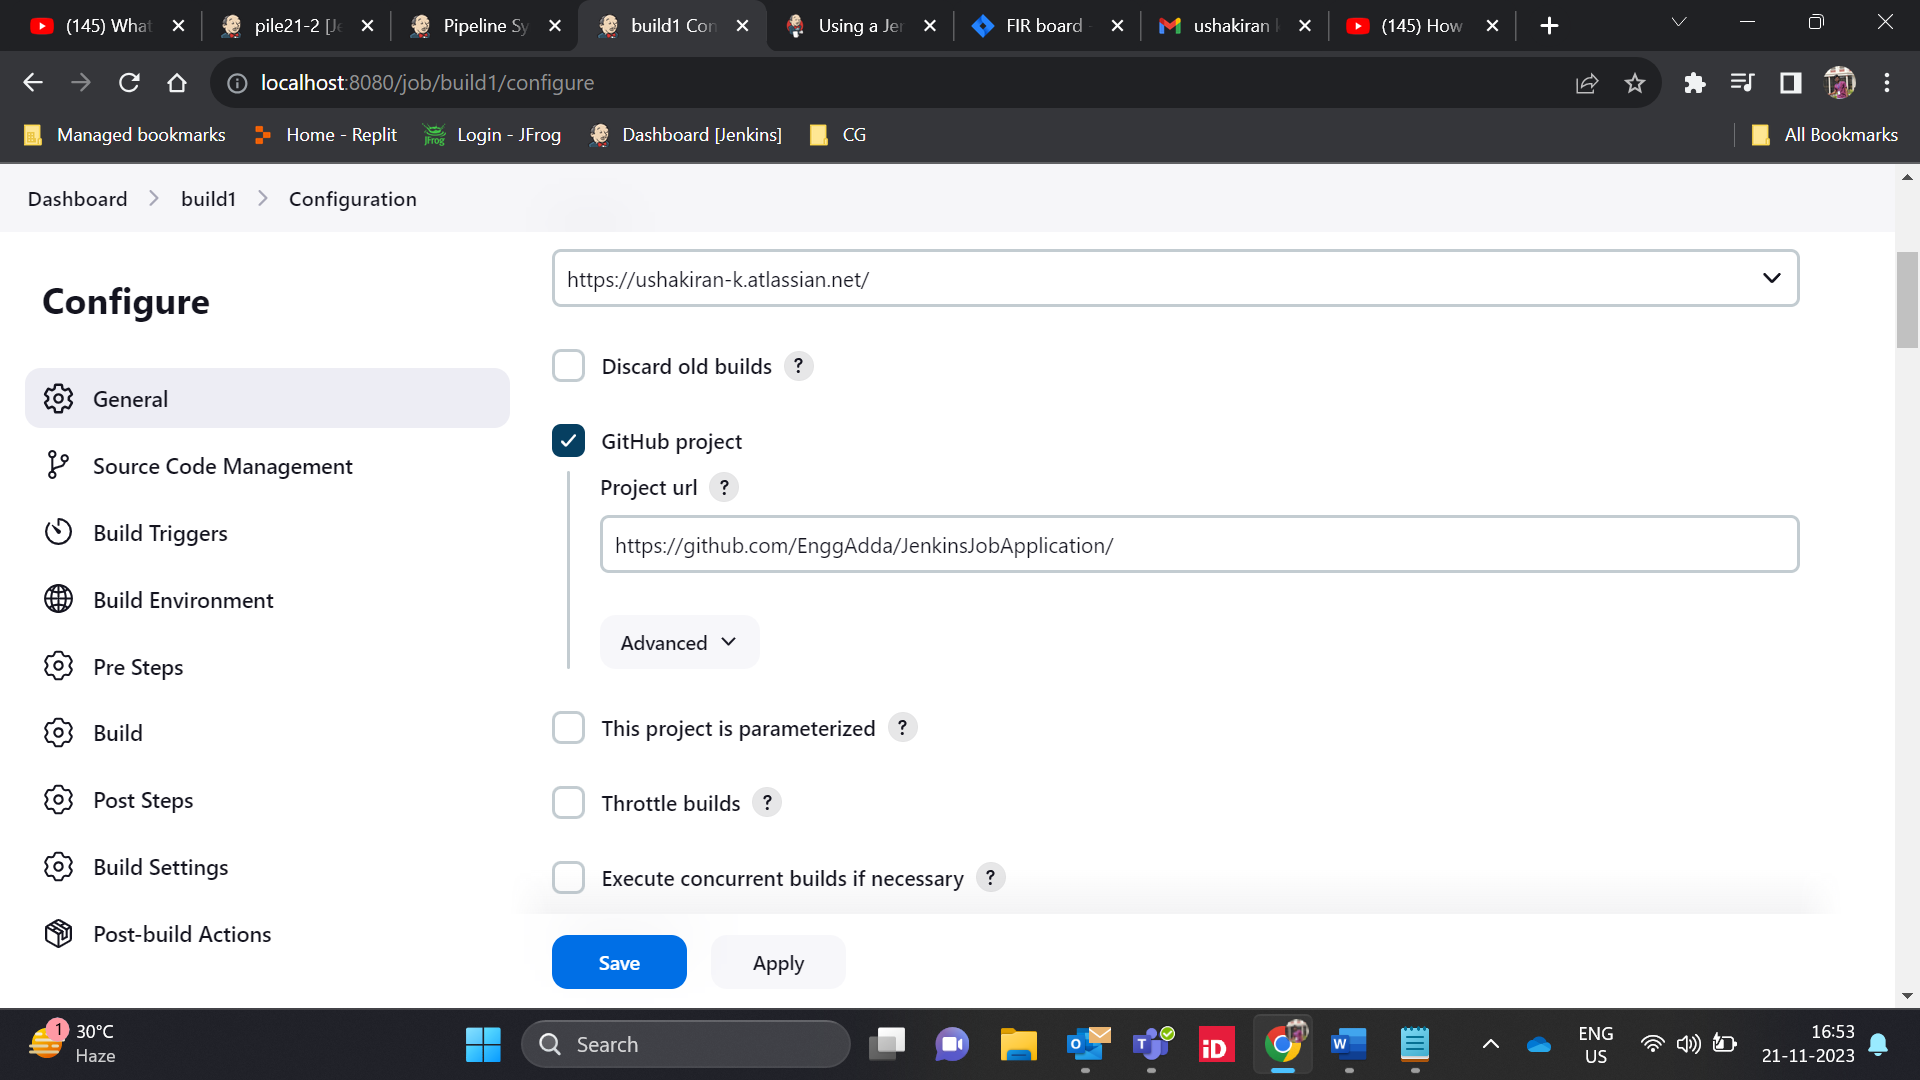 (145) What
pile21-2 [Je
Pipeline Sy
build1 Con
Using a Jer
FIR board -
ushakiran k
(145) How
localhost:8080/job/build1/configure
Managed bookmarks
Home - Replit
Login - JFrog
Dashboard [Jenkins]
CG
All Bookmarks
Dashboard
build1
Configuration
Configure
General
Source Code Management
Build Triggers
Build Environment
Pre Steps
Build
Post Steps
Build Settings
Post-build Actions
https://ushakiran-k.atlassian.net/
Discard old builds ?
GitHub project
Project url ?
https://github.com/EnggAdda/JenkinsJobApplication/
Advanced
This project is parameterized ?
Throttle builds ?
Execute concurrent builds if necessary ?
Save
Apply
1
30°C
Haze
Search
iD
ENG
US
16:53
21-11-2023